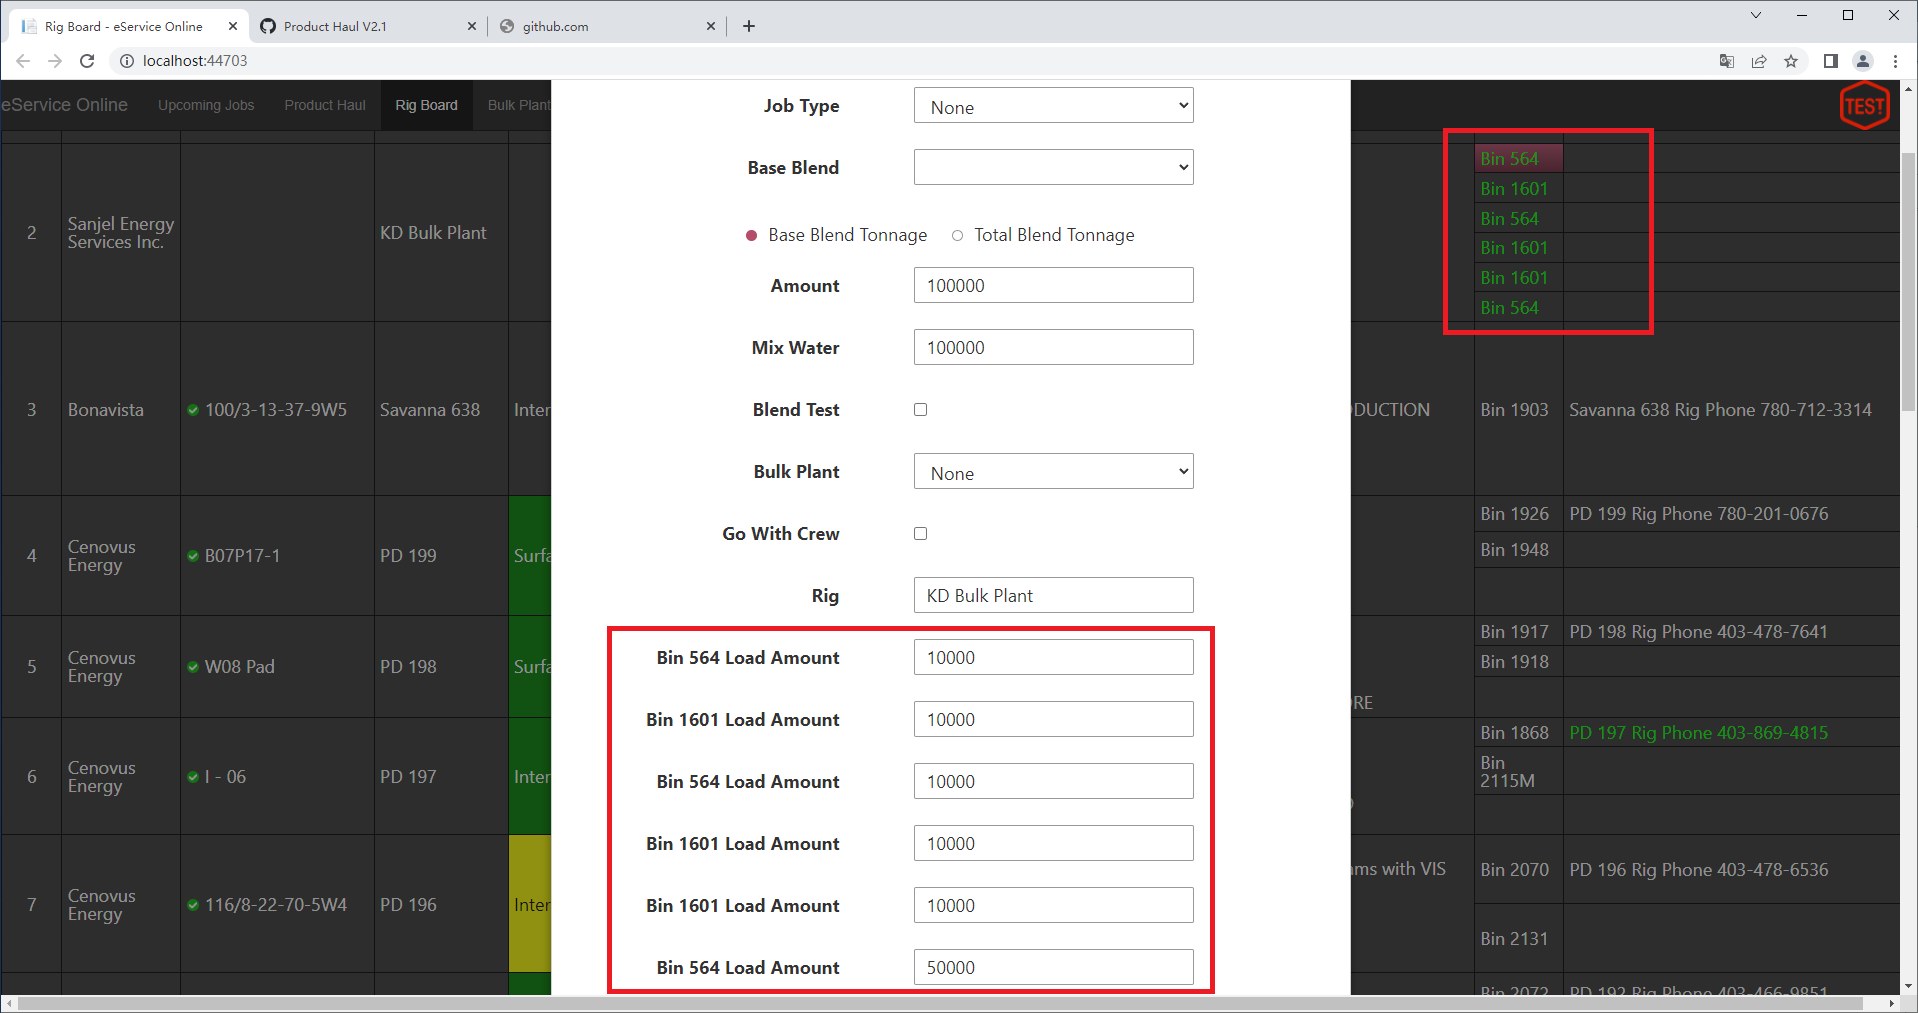 Rig Board - eService Online
Product Haul V2.1
github.com
localhost:44703
eService Online
Upcoming Jobs
Product Haul
Rig Board
Bulk Plant
TEST
Job Type
None
Base Blend
Base Blend Tonnage
Total Blend Tonnage
Amount
100000
Mix Water
100000
Blend Test
Bulk Plant
None
Go With Crew
Rig
KD Bulk Plant
Bin 564 Load Amount
10000
Bin 1601 Load Amount
10000
Bin 564 Load Amount
10000
Bin 1601 Load Amount
10000
Bin 1601 Load Amount
10000
Bin 564 Load Amount
50000
2
Sanjel Energy
Services Inc.
KD Bulk Plant
Bin 564
Bin 1601
Bin 564
Bin 1601
Bin 1601
Bin 564
3
Bonavista
100/3-13-37-9W5
Savanna 638
Inter
DUCTION
Bin 1903
Savanna 638 Rig Phone 780-712-3314
4
Cenovus
Energy
B07P17-1
PD 199
Surfa
Bin 1926
PD 199 Rig Phone 780-201-0676
Bin 1948
5
Cenovus
Energy
W08 Pad
PD 198
Surfa
RE
Bin 1917
PD 198 Rig Phone 403-478-7641
Bin 1918
6
Cenovus
Energy
I - 06
PD 197
Inter
Bin 1868
PD 197 Rig Phone 403-869-4815
Bin
2115M
7
Cenovus
Energy
116/8-22-70-5W4
PD 196
Inter
ms with VIS
Bin 2070
PD 196 Rig Phone 403-478-6536
Bin 2131
Bin 2072
PD 192 Rig Phone 403-466-9851